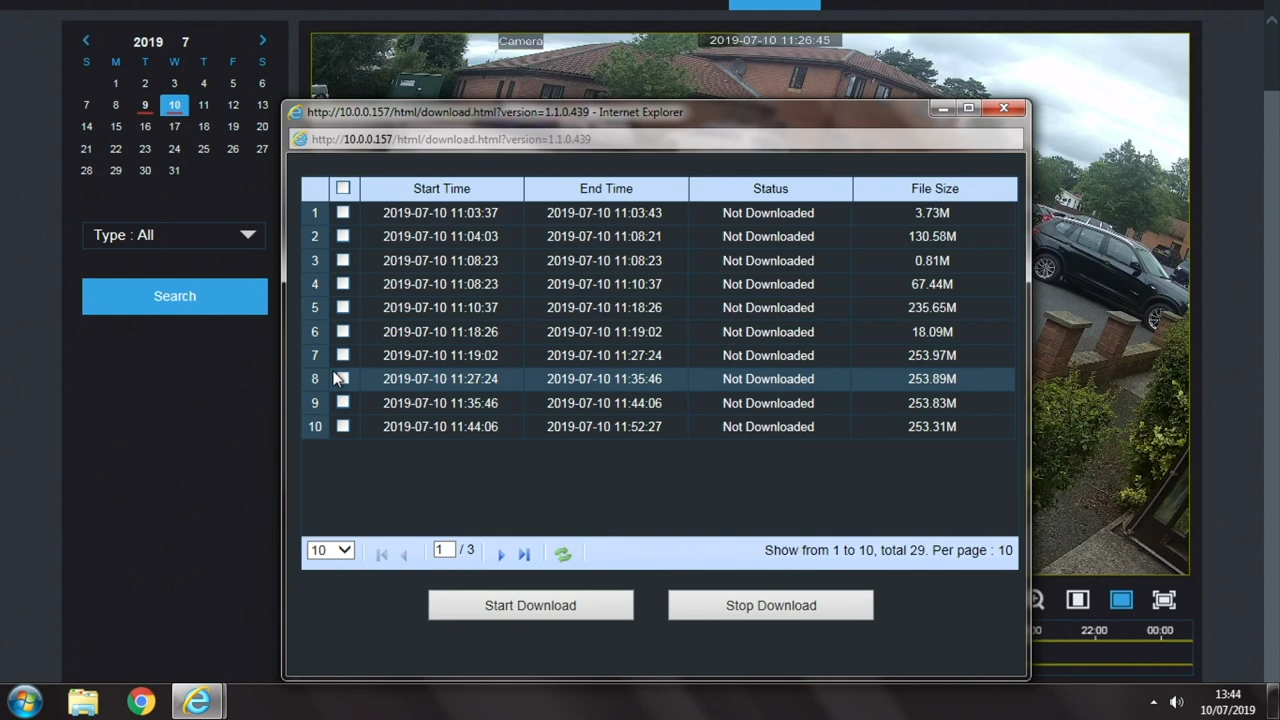 2019 7
S M T W T F S
1 2 3 4 5 6
7 8 9 10 11 12 13
14 15 16 17 18 19 20
21 22 23 24 25 26 27
28 29 30 31
Type : All
Search
Camera
2019-07-10 11:26:45
http://10.0.0.157/html/download.html?version=1.1.0.439 - Internet Explorer
http://10.0.0.157/html/download.html?version=1.1.0.439
Start Time End Time Status File Size
1 2019-07-10 11:03:37 2019-07-10 11:03:43 Not Downloaded 3.73M
2 2019-07-10 11:04:03 2019-07-10 11:08:21 Not Downloaded 130.58M
3 2019-07-10 11:08:23 2019-07-10 11:08:23 Not Downloaded 0.81M
4 2019-07-10 11:08:23 2019-07-10 11:10:37 Not Downloaded 67.44M
5 2019-07-10 11:10:37 2019-07-10 11:18:26 Not Downloaded 235.65M
6 2019-07-10 11:18:26 2019-07-10 11:19:02 Not Downloaded 18.09M
7 2019-07-10 11:19:02 2019-07-10 11:27:24 Not Downloaded 253.97M
8 2019-07-10 11:27:24 2019-07-10 11:35:46 Not Downloaded 253.89M
9 2019-07-10 11:35:46 2019-07-10 11:44:06 Not Downloaded 253.83M
10 2019-07-10 11:44:06 2019-07-10 11:52:27 Not Downloaded 253.31M
10 1 / 3 Show from 1 to 10, total 29. Per page : 10
Start Download Stop Download
22:00 00:00
13:44
10/07/2019